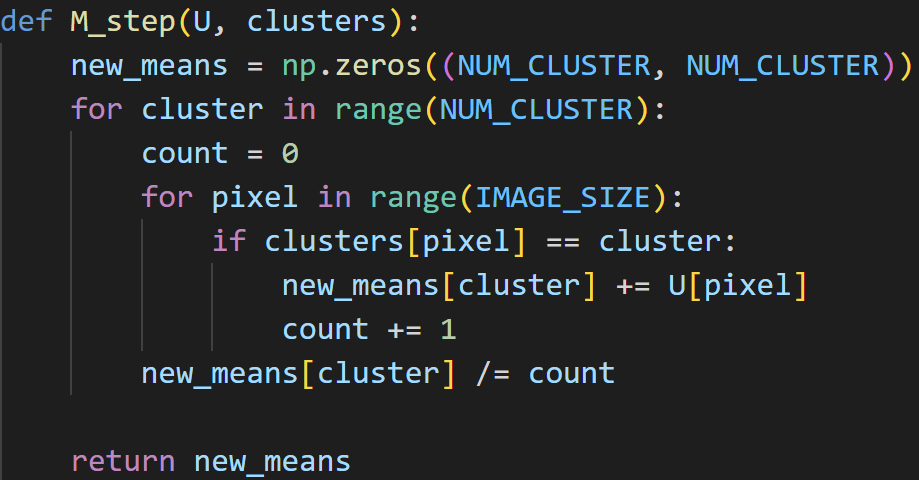 def M_step(U, clusters):
    new_means = np.zeros((NUM_CLUSTER, NUM_CLUSTER))
    for cluster in range(NUM_CLUSTER):
        count = 0
        for pixel in range(IMAGE_SIZE):
            if clusters[pixel] == cluster:
                new_means[cluster] += U[pixel]
                count += 1
        new_means[cluster] /= count

    return new_means